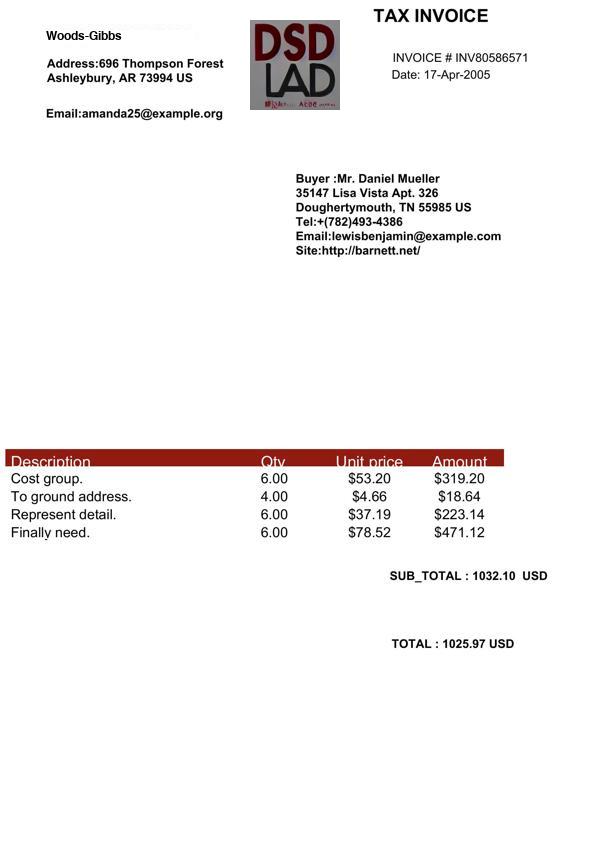 TAX INVOICE
Woods-Gibbs
INVOICE # INV80586571
Date: 17-Apr-2005
Address:696 Thompson Forest
Ashleybury, AR 73994 US
Email:amanda25@example.org
DSD
LAD
Buyer :Mr. Daniel Mueller
35147 Lisa Vista Apt. 326
Doughertymouth, TN 55985 US
Tel:+(782)493-4386
Email:lewisbenjamin@example.com
Site:http://barnett.net/
Description Qty Unit price Amount
Cost group. 6.00 $53.20 $319.20
To ground address. 4.00 $4.66 $18.64
Represent detail. 6.00 $37.19 $223.14
Finally need. 6.00 $78.52 $471.12
SUB_TOTAL : 1032.10 USD
TOTAL : 1025.97 USD